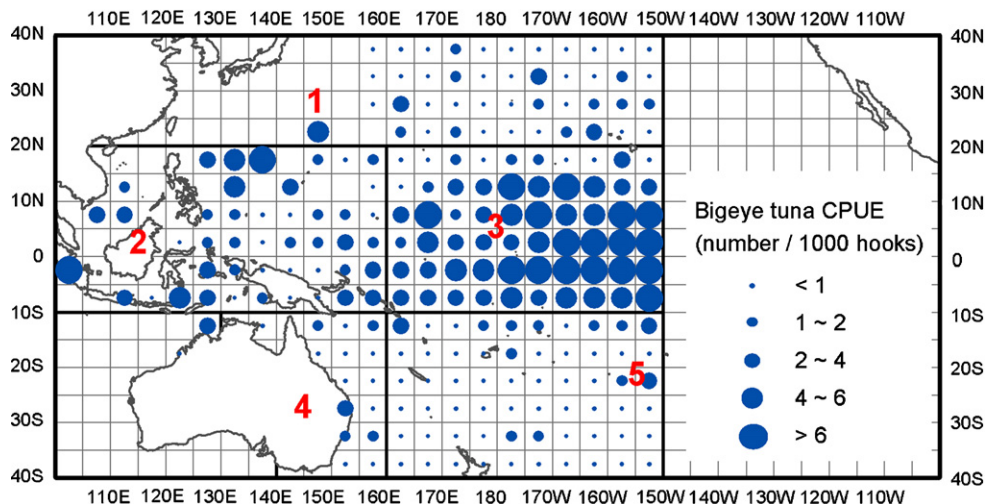 110E 120E 130E 140E 150E 160E 170E 180 170W 160W 150W 140W 130W 120W 110W
40N 40N
30N 30N
1
20N 20N
10N 10N
Bigeye tuna CPUE
3
2 (number / 1000 hooks)
0 0
< 1
10S 10S
1 ~ 2
20S 2 ~ 4 20S
5
4 4 ~ 6
30S 30S
> 6
40S 40S
110E 120E 130E 140E 150E 160E 170E 180 170W 160W 150W 140W 130W 120W 110W